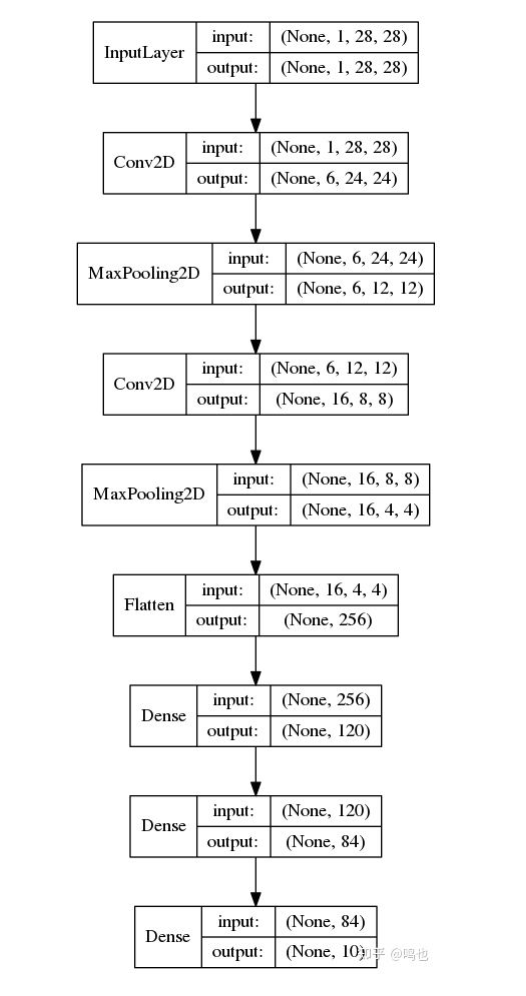 InputLayer
input: (None, 1, 28, 28)
output: (None, 1, 28, 28)
Conv2D
input: (None, 1, 28, 28)
output: (None, 6, 24, 24)
MaxPooling2D
input: (None, 6, 24, 24)
output: (None, 6, 12, 12)
Conv2D
input: (None, 6, 12, 12)
output: (None, 16, 8, 8)
MaxPooling2D
input: (None, 16, 8, 8)
output: (None, 16, 4, 4)
Flatten
input: (None, 16, 4, 4)
output: (None, 256)
Dense
input: (None, 256)
output: (None, 120)
Dense
input: (None, 120)
output: (None, 84)
Dense
input: (None, 84)
output: (None, 10)
知乎 @鸣也